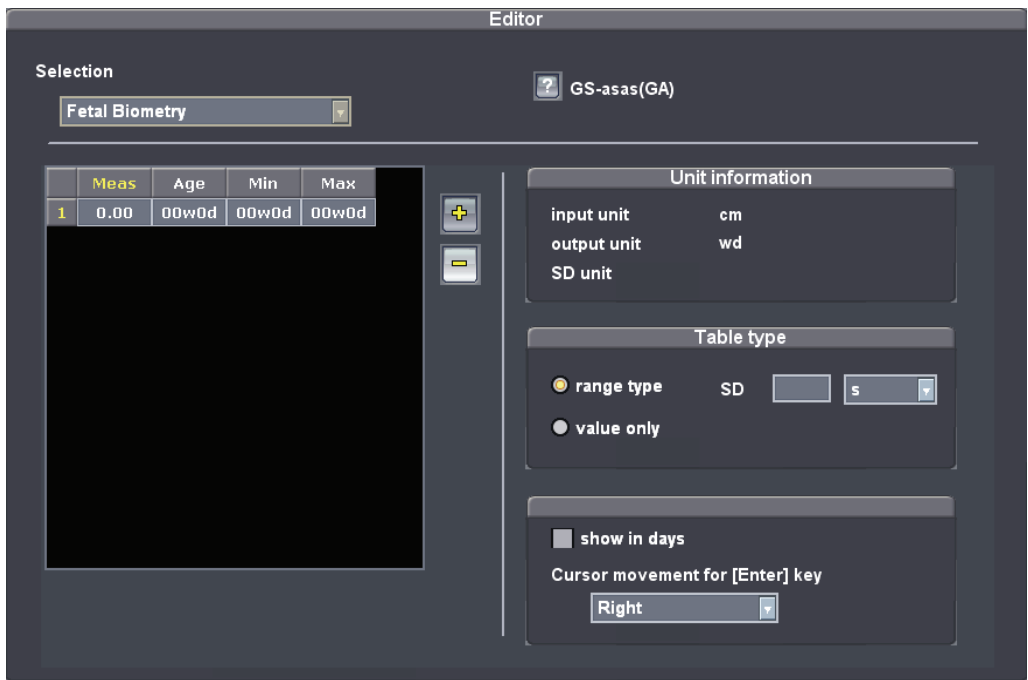 Editor
Selection
? GS-asas(GA)
Fetal Biometry
Meas Age Min Max
1 0.00 00w0d 00w0d 00w0d
Unit information
input unit cm
output unit wd
SD unit
Table type
range type SD s
value only
show in days
Cursor movement for [Enter] key
Right